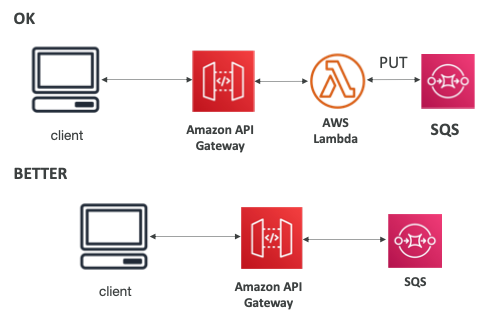 OK
PUT
client
Amazon API
Gateway
AWS
Lambda
SQS
BETTER
client
Amazon API
Gateway
SQS